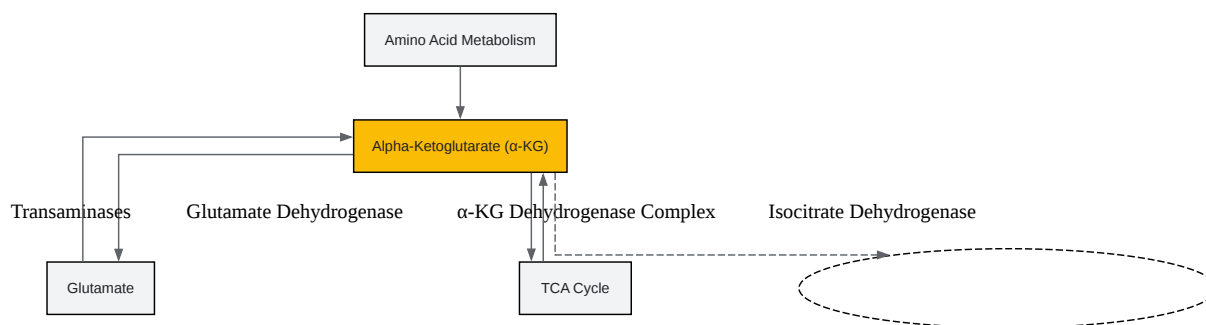 Amino Acid Metabolism
Alpha-Ketoglutarate (α-KG)
Transaminases
Glutamate Dehydrogenase
α-KG Dehydrogenase Complex
Isocitrate Dehydrogenase
Glutamate
TCA Cycle